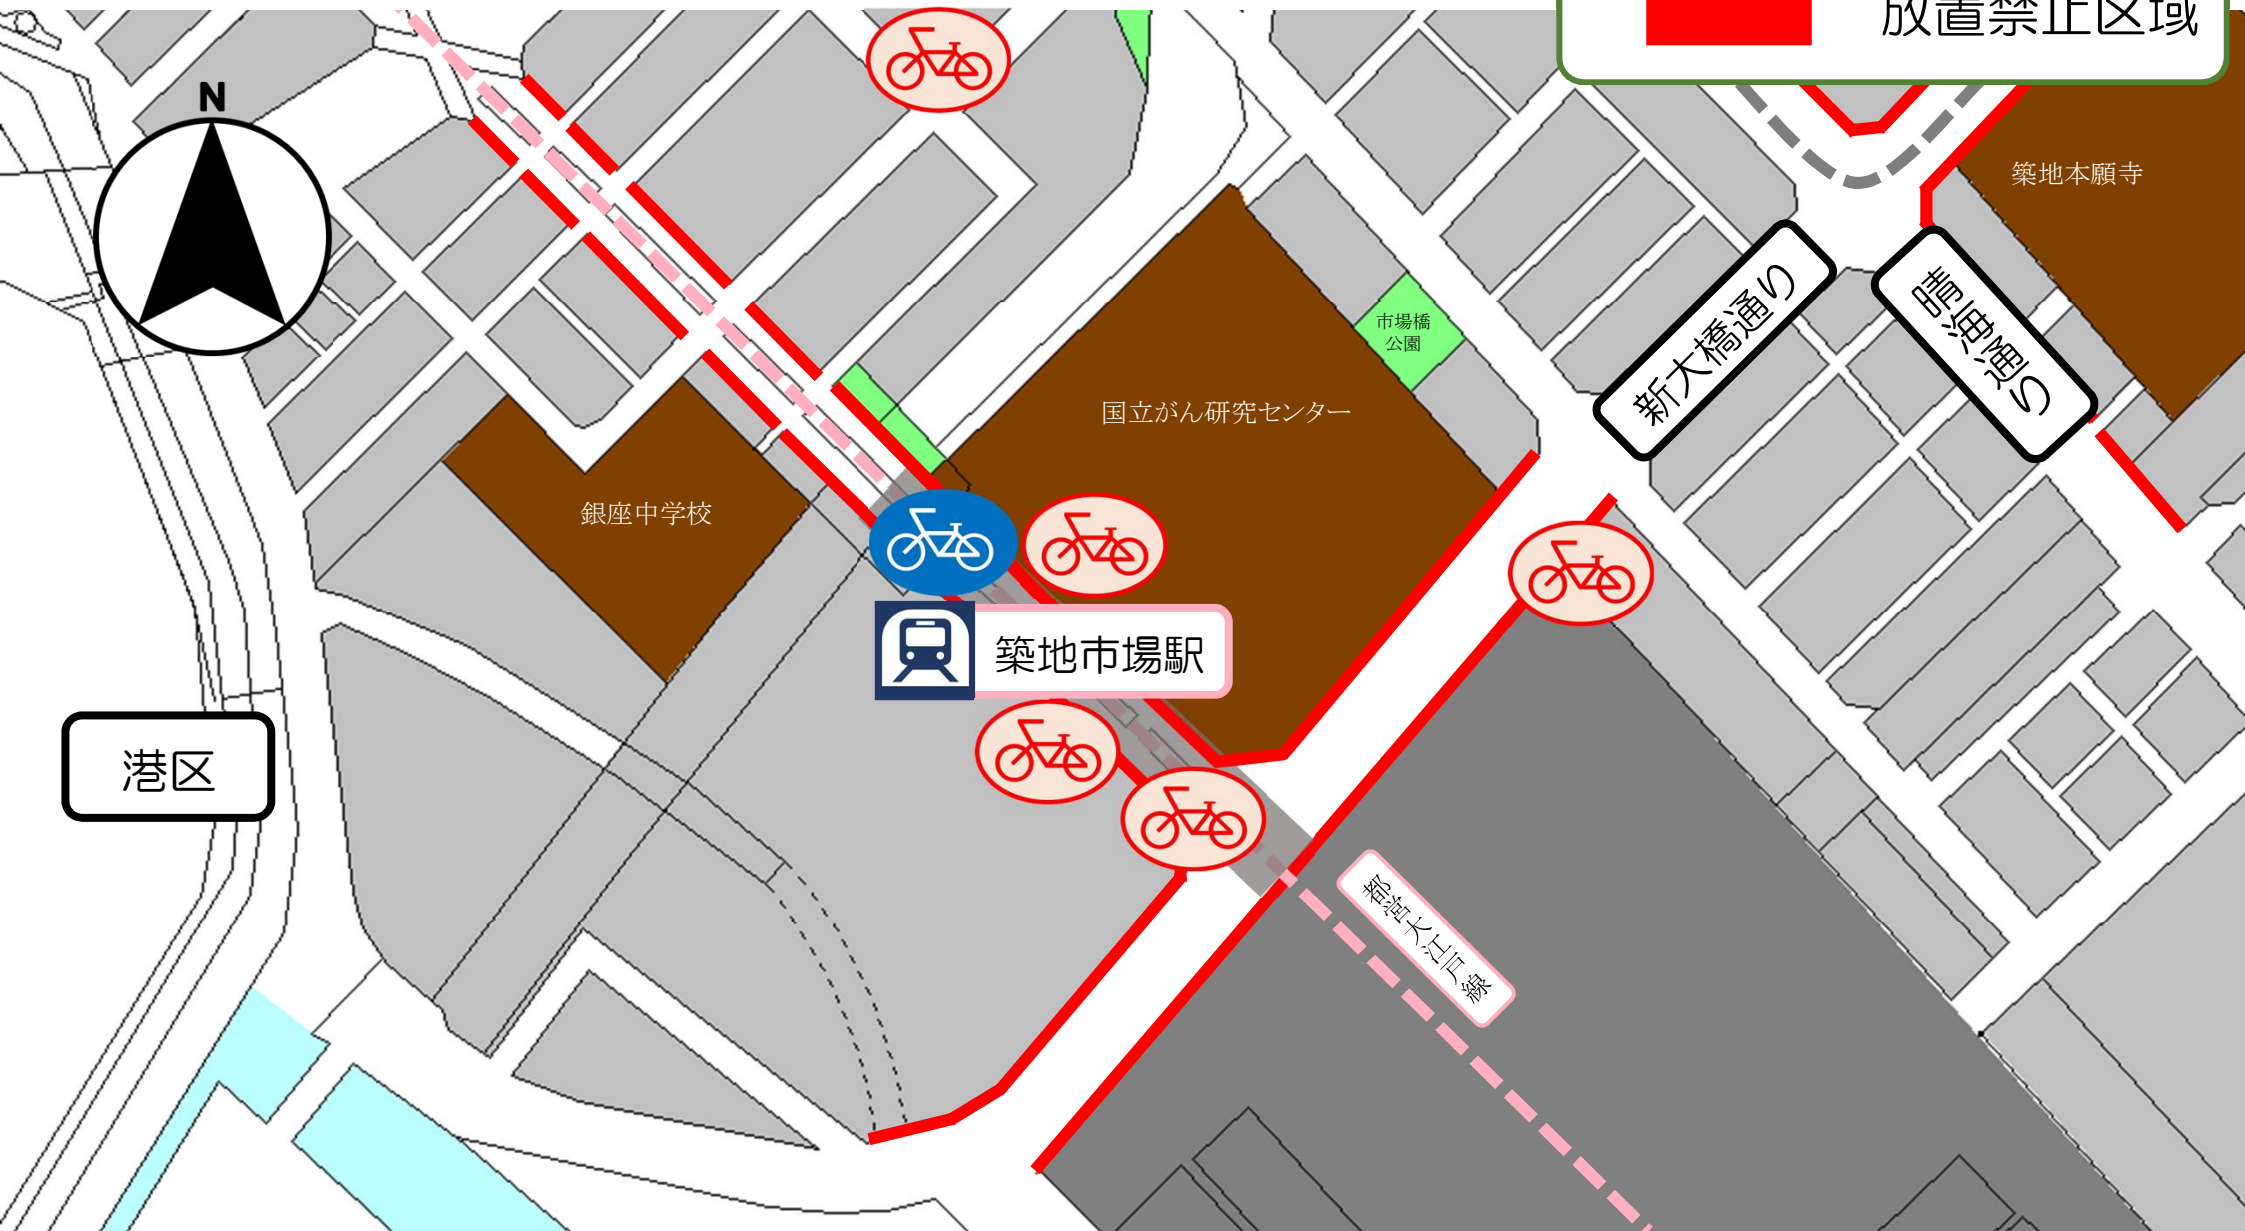 放置禁止区域
N
築地本願寺
新大橋通り
晴海通り
市場橋
公園
国立がん研究センター
銀座中学校
築地市場駅
港区
都営大江戸線